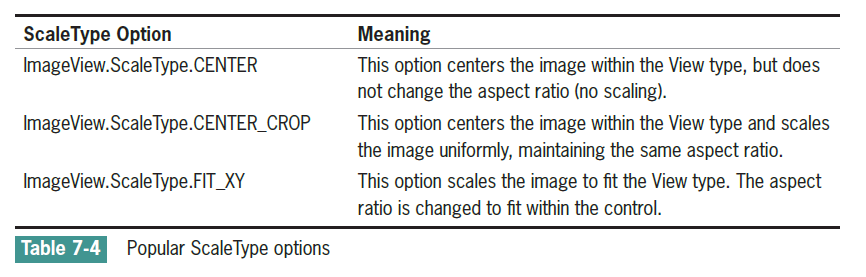 ScaleType Option Meaning
ImageView.ScaleType.CENTER This option centers the image within the View type, but does
not change the aspect ratio (no scaling).
ImageView.ScaleType.CENTER_CROP This option centers the image within the View type and scales
the image uniformly, maintaining the same aspect ratio.
ImageView.ScaleType.FIT_XY This option scales the image to fit the View type. The aspect
ratio is changed to fit within the control.
Table 7-4 Popular ScaleType options